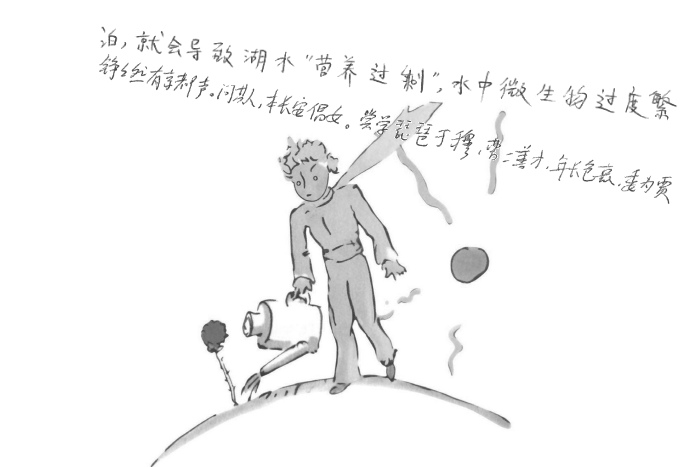 泊，就会导致湖水“营养过剩”，水中微生物过度繁
铮铮然有京都声。问其人，本长安倡女。尝学琵琶于穆，曹二善才，年长色衰，委为贾